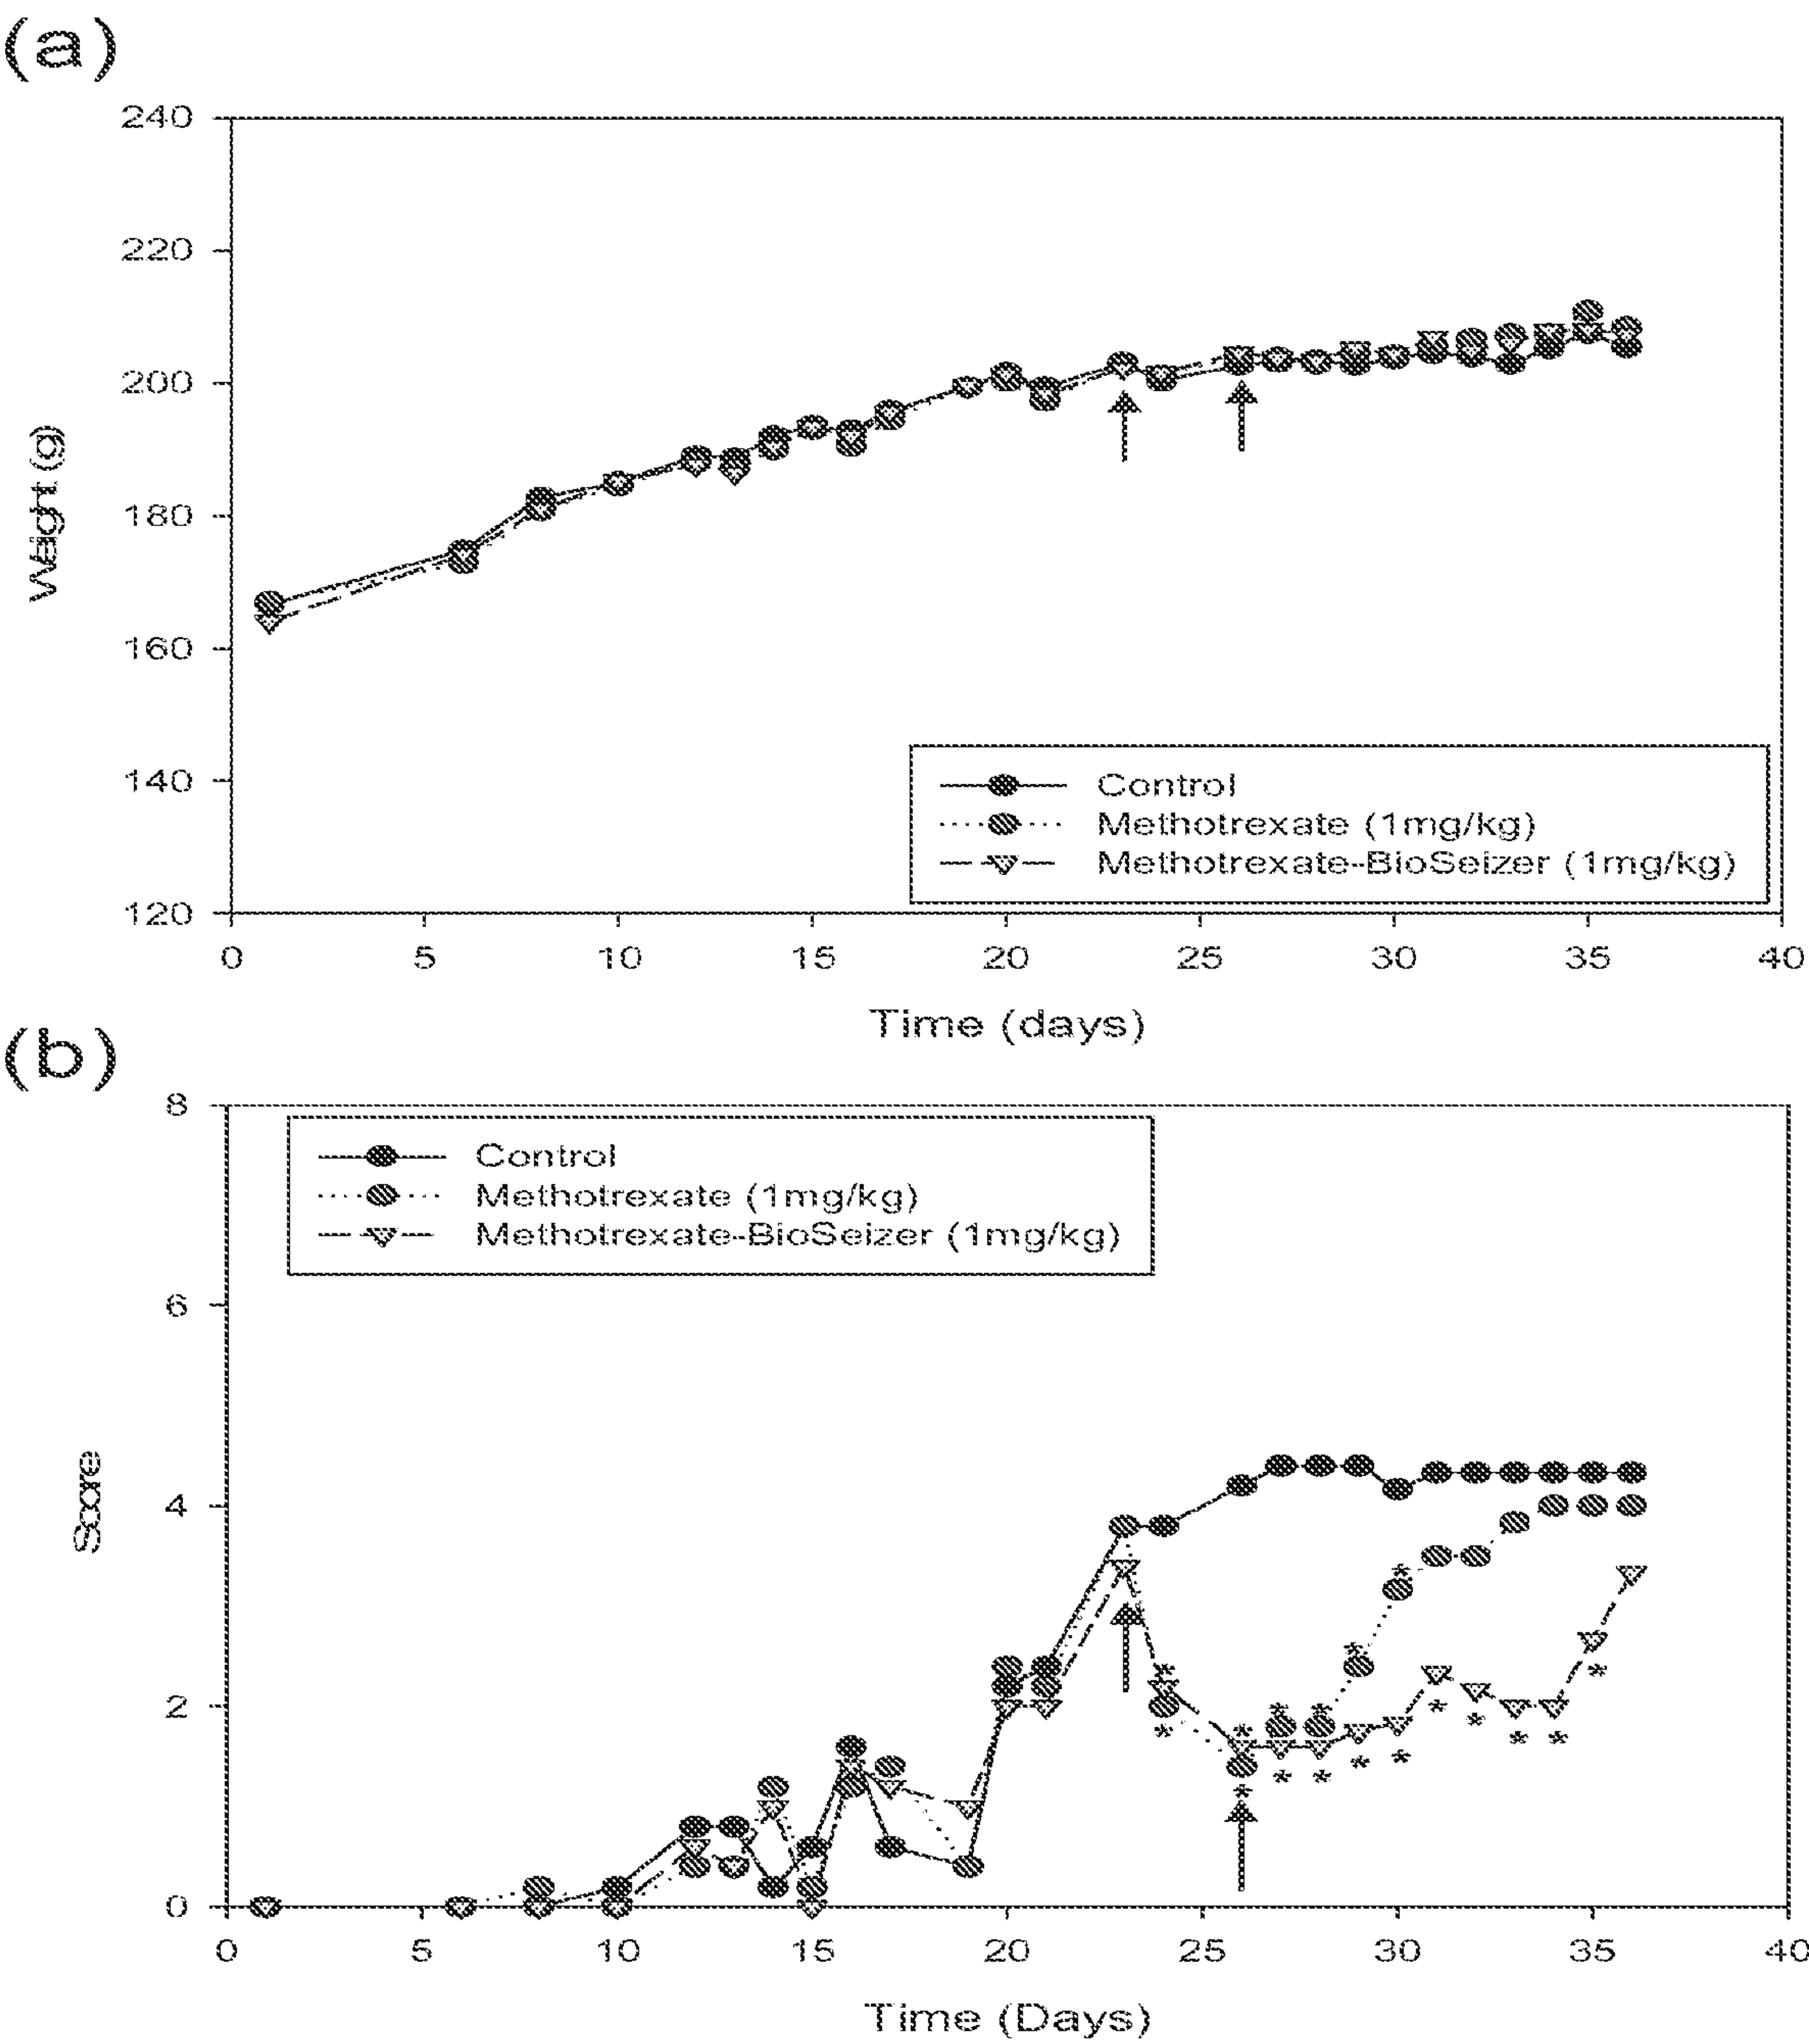 (a)
240
220
200
180
160
140
120
Weight (g)
Control
Methotrexate (1mg/kg)
Methotrexate-BioSeizer (1mg/kg)
0 5 10 15 20 25 30 35 40
Time (days)
(b)
8
6
4
2
0
Score
Control
Methotrexate (1mg/kg)
Methotrexate-BioSeizer (1mg/kg)
* * * * * * * * * * * * * * * * * * *
0 5 10 15 20 25 30 35 40
Time (Days)